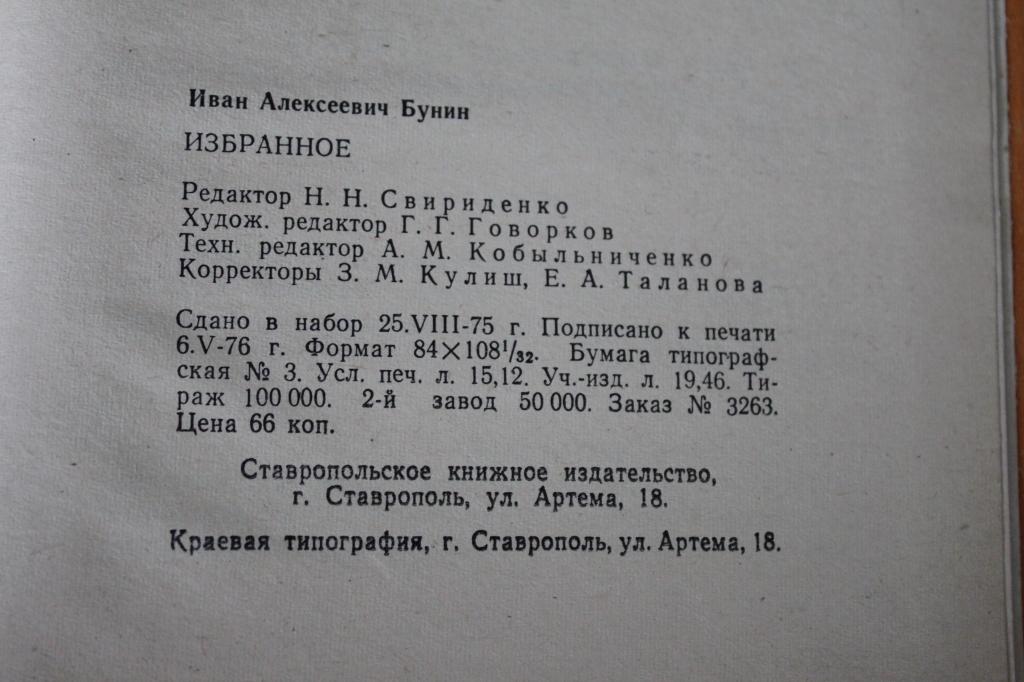 Иван Алексеевич Бунин
ИЗБРАННОЕ
Редактор Н. Н. Свириденко
Худож. редактор Г. Г. Говорков
Техн. редактор А. М. Кобыльниченко
Корректоры З. М. Кулиш, Е. А. Таланова
Сдано в набор 25.VIII-75 г. Подписано к печати
6.V-76 г. Формат 84×108¹/₃₂. Бумага типограф-
ская № 3. Усл. печ. л. 15,12. Уч.-изд. л. 19,46. Ти-
раж 100 000. 2-й завод 50 000. Заказ № 3263.
Цена 66 коп.
Ставропольское книжное издательство,
г. Ставрополь, ул. Артема, 18.
Краевая типография, г. Ставрополь, ул. Артема, 18.